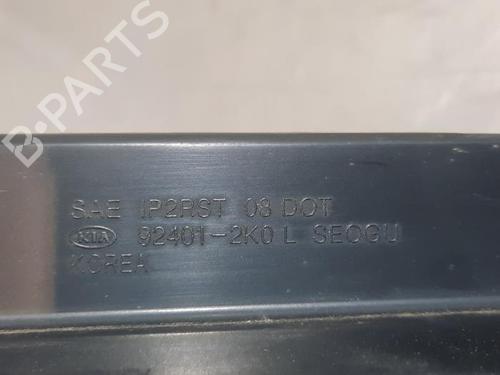 B-PARTS
SAE IP2RST 08 DOT
KIA 92401-2K0 L SEOGU
KOREA